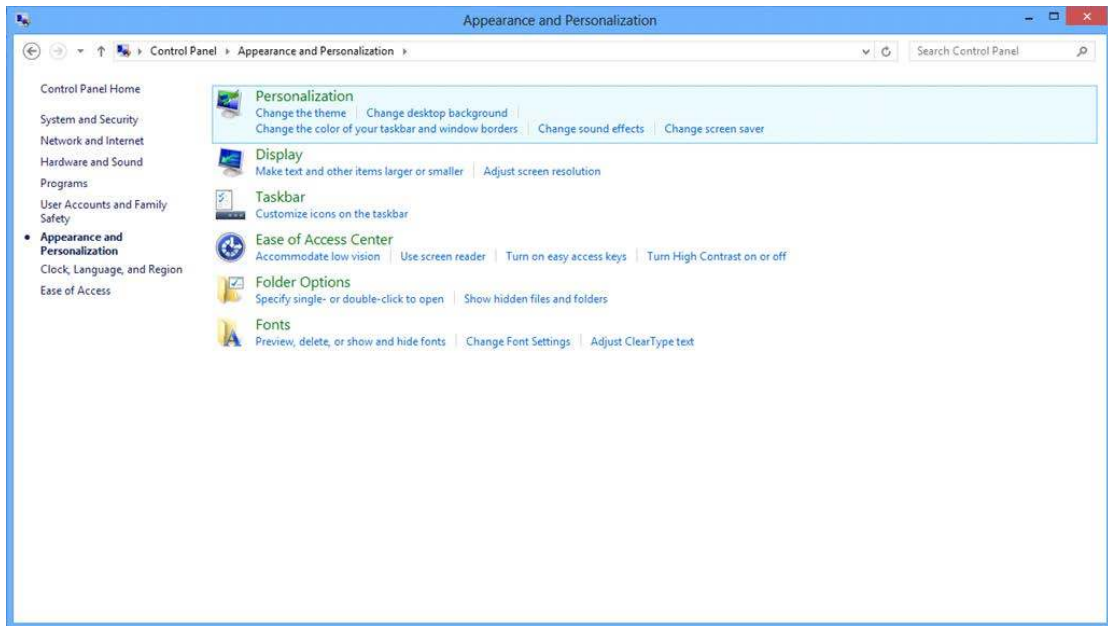 Appearance and Personalization
Control Panel Appearance and Personalization
Search Control Panel
Control Panel Home
System and Security
Network and Internet
Hardware and Sound
Programs
User Accounts and Family
Safety
Appearance and
Personalization
Clock, Language, and Region
Ease of Access
Personalization
Change the theme Change desktop background
Change the color of your taskbar and window borders Change sound effects Change screen saver
Display
Make text and other items larger or smaller Adjust screen resolution
Taskbar
Customize icons on the taskbar
Ease of Access Center
Accommodate low vision Use screen reader Turn on easy access keys Turn High Contrast on or off
Folder Options
Specify single- or double-click to open Show hidden files and folders
Fonts
Preview, delete, or show and hide fonts Change Font Settings Adjust ClearType text